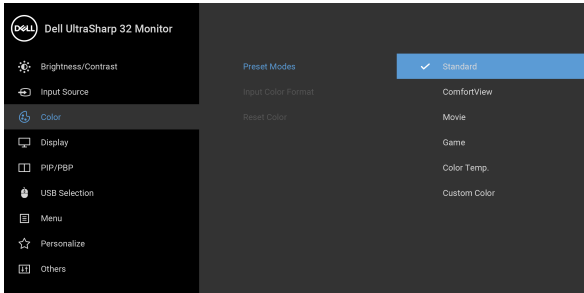 DELL
Dell UltraSharp 32 Monitor
Brightness/Contrast
Input Source
Color
Display
PIP/PBP
USB Selection
Menu
Personalize
Others
Preset Modes
Input Color Format
Reset Color
Standard
ComfortView
Movie
Game
Color Temp.
Custom Color